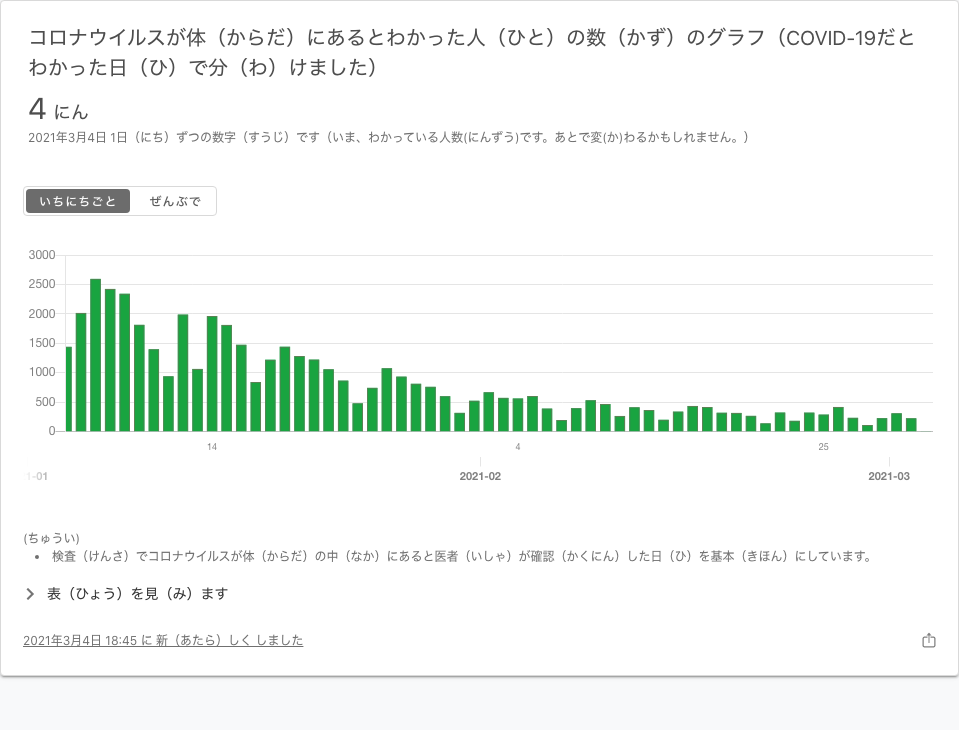 コロナウイルスが体（からだ）にあるとわかった人（ひと）の数（かず）のグラフ（COVID-19だと
わかった日（ひ）で分（わ）けました）
4 にん
2021年3月4日 1日（にち）ずつの数字（すうじ）です（いま、わかっている人数(にんずう)です。あとで変(か)わるかもしれません。）
いちにちごと ぜんぶで
3000
2500
2000
1500
1000
500
0
14 4 25
1-01 2021-02 2021-03
(ちゅうい)
• 検査（けんさ）でコロナウイルスが体（からだ）の中（なか）にあると医者（いしゃ）が確認（かくにん）した日（ひ）を基本（きほん）にしています。
表（ひょう）を見（み）ます
2021年3月4日 18:45 に 新（あたら）しく しました